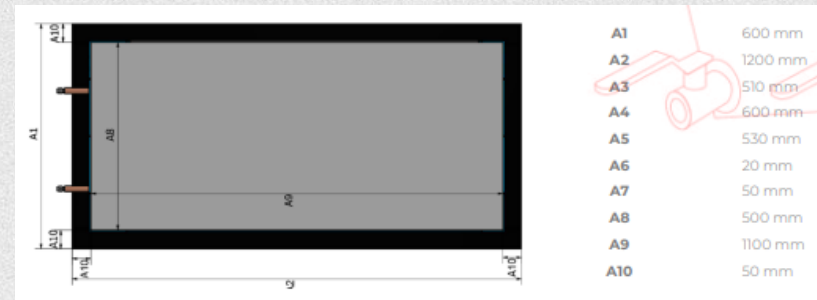 A10
A1
A8
A9
A10
A10
A10
A2
A1 600 mm
A2 1200 mm
A3 510 mm
A4 600 mm
A5 530 mm
A6 20 mm
A7 50 mm
A8 500 mm
A9 1100 mm
A10 50 mm